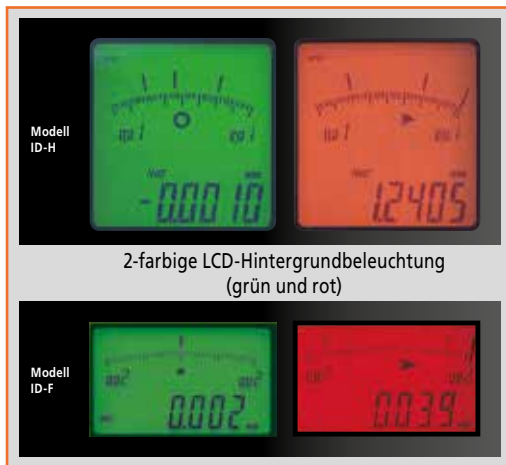 Modell
ID-H
-0.0010
1.2405
2-farbige LCD-Hintergrundbeleuchtung
(grün und rot)
Modell
ID-F
0.002
0.039